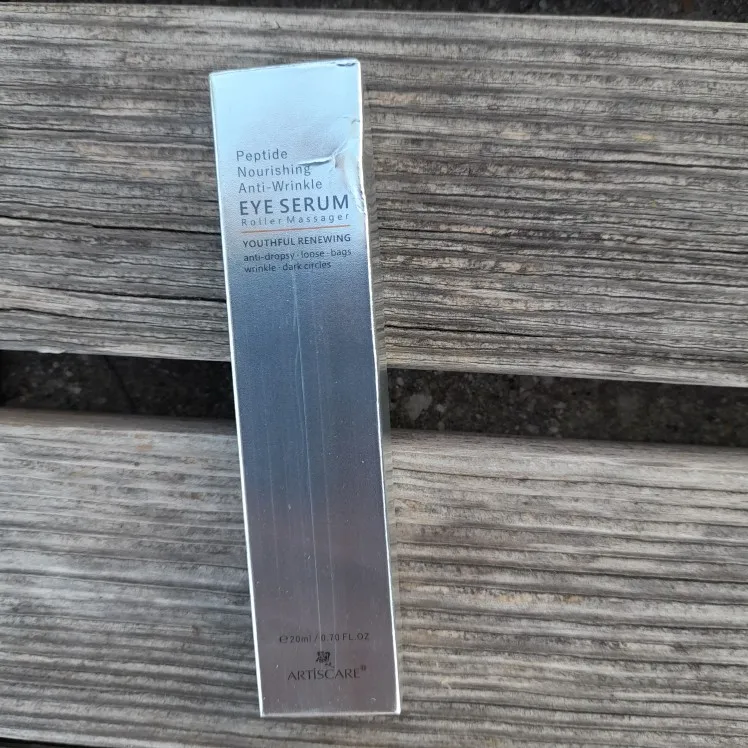 Peptide
Nourishing
Anti-Wrinkle
EYE SERUM
Roller Massager
YOUTHFUL RENEWING
anti-dropsy · loose · bags
wrinkle · dark circles
℮20ml / 0.70 FL OZ
ARTISCARE®